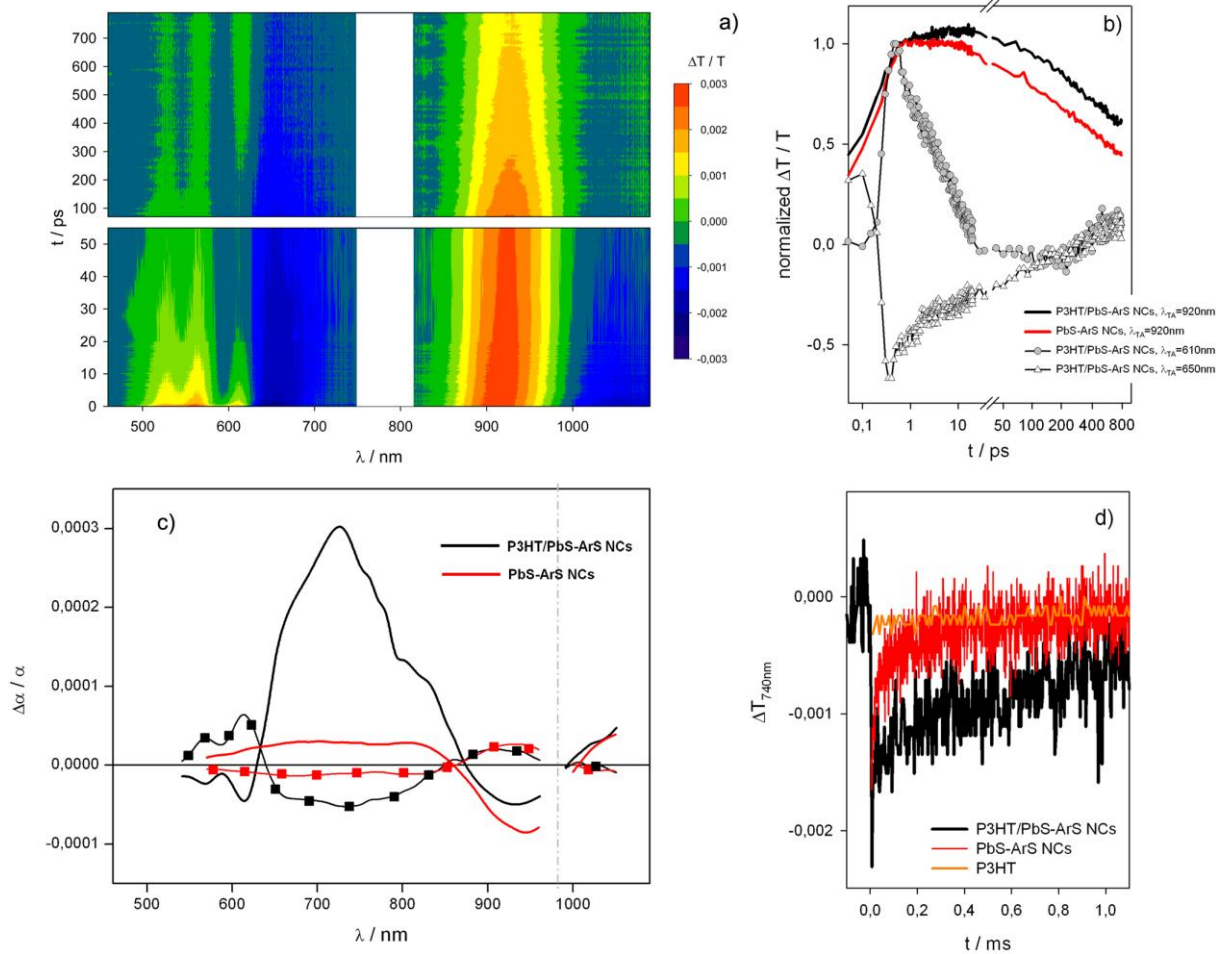 a)
t / ps
700
600
500
400
300
200
100
50
40
30
20
10
0
500 600 700 800 900 1000
λ / nm
ΔT / T
0,003
0,002
0,001
0,000
-0,001
-0,002
-0,003
b)
normalized ΔT / T
1,0
0,5
0,0
-0,5
P3HT/PbS-ArS NCs, λTA=920nm
PbS-ArS NCs, λTA=920nm
P3HT/PbS-ArS NCs, λTA=610nm
P3HT/PbS-ArS NCs, λTA=650nm
0,1 1 10 50 100 200 400 800
t / ps
c)
Δα / α
0,0003
0,0002
0,0001
0,0000
-0,0001
P3HT/PbS-ArS NCs
PbS-ArS NCs
500 600 700 800 900 1000
λ / nm
d)
ΔT740nm
0,000
-0,001
-0,002
P3HT/PbS-ArS NCs
PbS-ArS NCs
P3HT
0,0 0,2 0,4 0,6 0,8 1,0
t / ms